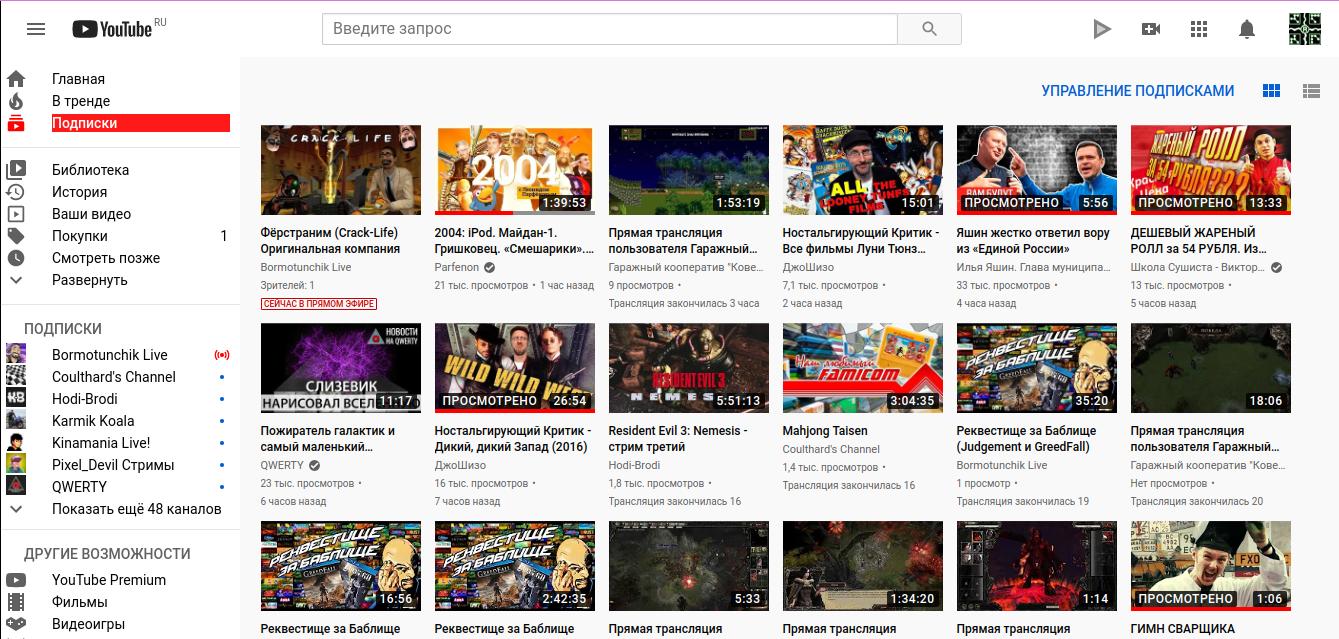 YouTube RU
Введите запрос
Главная
В тренде
Подписки
Библиотека
История
Ваши видео
Покупки 1
Смотреть позже
Развернуть
ПОДПИСКИ
Bormotunchik Live
Coulthard's Channel
Hodi-Brodi
Karmik Koala
Kinamania Live!
Pixel_Devil Стримы
QWERTY
Показать ещё 48 каналов
ДРУГИЕ ВОЗМОЖНОСТИ
YouTube Premium
Фильмы
Видеоигры
УПРАВЛЕНИЕ ПОДПИСКАМИ
CRACK-LIFE
Фёрстраним (Crack-Life)
Оригинальная компания
Bormotunchik Live
Зрителей: 1
СЕЙЧАС В ПРЯМОМ ЭФИРЕ
2004
1:39:53
2004: iPod. Майдан-1.
Гришковец. «Смешарики»...
Parfenon
21 тыс. просмотров • 1 час назад
1:53:19
Прямая трансляция
пользователя Гаражный...
Гаражный кооператив "Кове...
9 просмотров •
Трансляция закончилась 3 часа
ALL THE
LOONEY TUNES
FILMS
15:01
Ностальгирующий Критик -
Все фильмы Луни Тюнз...
ДжоШизо
7,1 тыс. просмотров •
2 часа назад
ВАМ БУДУТ
ПРОСМОТРЕНО 5:56
Яшин жестко ответил вору
из «Единой России»
Илья Яшин. Глава муниципа...
33 тыс. просмотров •
4 часа назад
ЖАРЕНЫЙ РОЛЛ
ЗА 54 РУБЛЯ???
ПРОСМОТРЕНО 13:33
ДЕШЕВЫЙ ЖАРЕНЫЙ
РОЛЛ за 54 РУБЛЯ. Из...
Школа Сушиста - Виктор...
13 тыс. просмотров •
5 часов назад
НОВОСТИ
НА QWERTY
СЛИЗЕВИК
НАРИСОВАЛ ВСЕЛ
11:17
Пожиратель галактик и
самый маленький...
QWERTY
23 тыс. просмотров •
6 часов назад
WILD WILD WEST
ПРОСМОТРЕНО 26:54
Ностальгирующий Критик -
Дикий, дикий Запад (2016)
ДжоШизо
16 тыс. просмотров •
7 часов назад
RESIDENT EVIL 3
NEMES
5:51:13
Resident Evil 3: Nemesis -
стрим третий
Hodi-Brodi
1,8 тыс. просмотров •
Трансляция закончилась 16
Наш любимый
FAMICOM
3:04:35
Mahjong Taisen
Coulthard's Channel
1,4 тыс. просмотров •
Трансляция закончилась 16
РЕКВЕСТИЩЕ
ЗА БАБЛИЩЕ
GREEDFALL
35:20
Реквестище за Баблище
(Judgement и GreedFall)
Bormotunchik Live
1 просмотр •
Трансляция закончилась 19
18:06
Прямая трансляция
пользователя Гаражный...
Гаражный кооператив "Кове...
Нет просмотров •
Трансляция закончилась 20
РЕКВЕСТИЩЕ
ЗА БАБЛИЩЕ
GREEDFALL
16:56
Реквестище за Баблище
РЕКВЕСТИЩЕ
ЗА БАБЛИЩЕ
GREEDFALL
2:42:35
Реквестище за Баблище
5:33
Прямая трансляция
1:34:20
Прямая трансляция
1:14
Прямая трансляция
ПРОСМОТРЕНО 1:06
ГИМН СВАРЩИКА